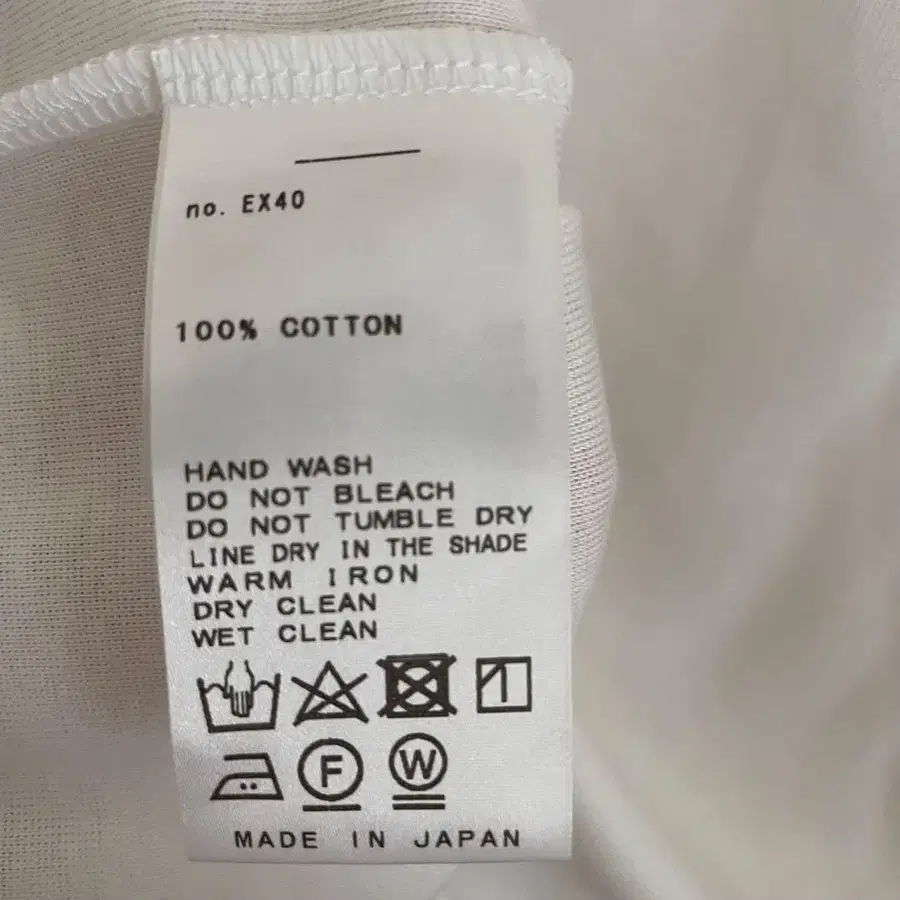 no. EX40
100% COTTON
HAND WASH
DO NOT BLEACH
DO NOT TUMBLE DRY
LINE DRY IN THE SHADE
WARM IRON
DRY CLEAN
WET CLEAN
F W
MADE IN JAPAN